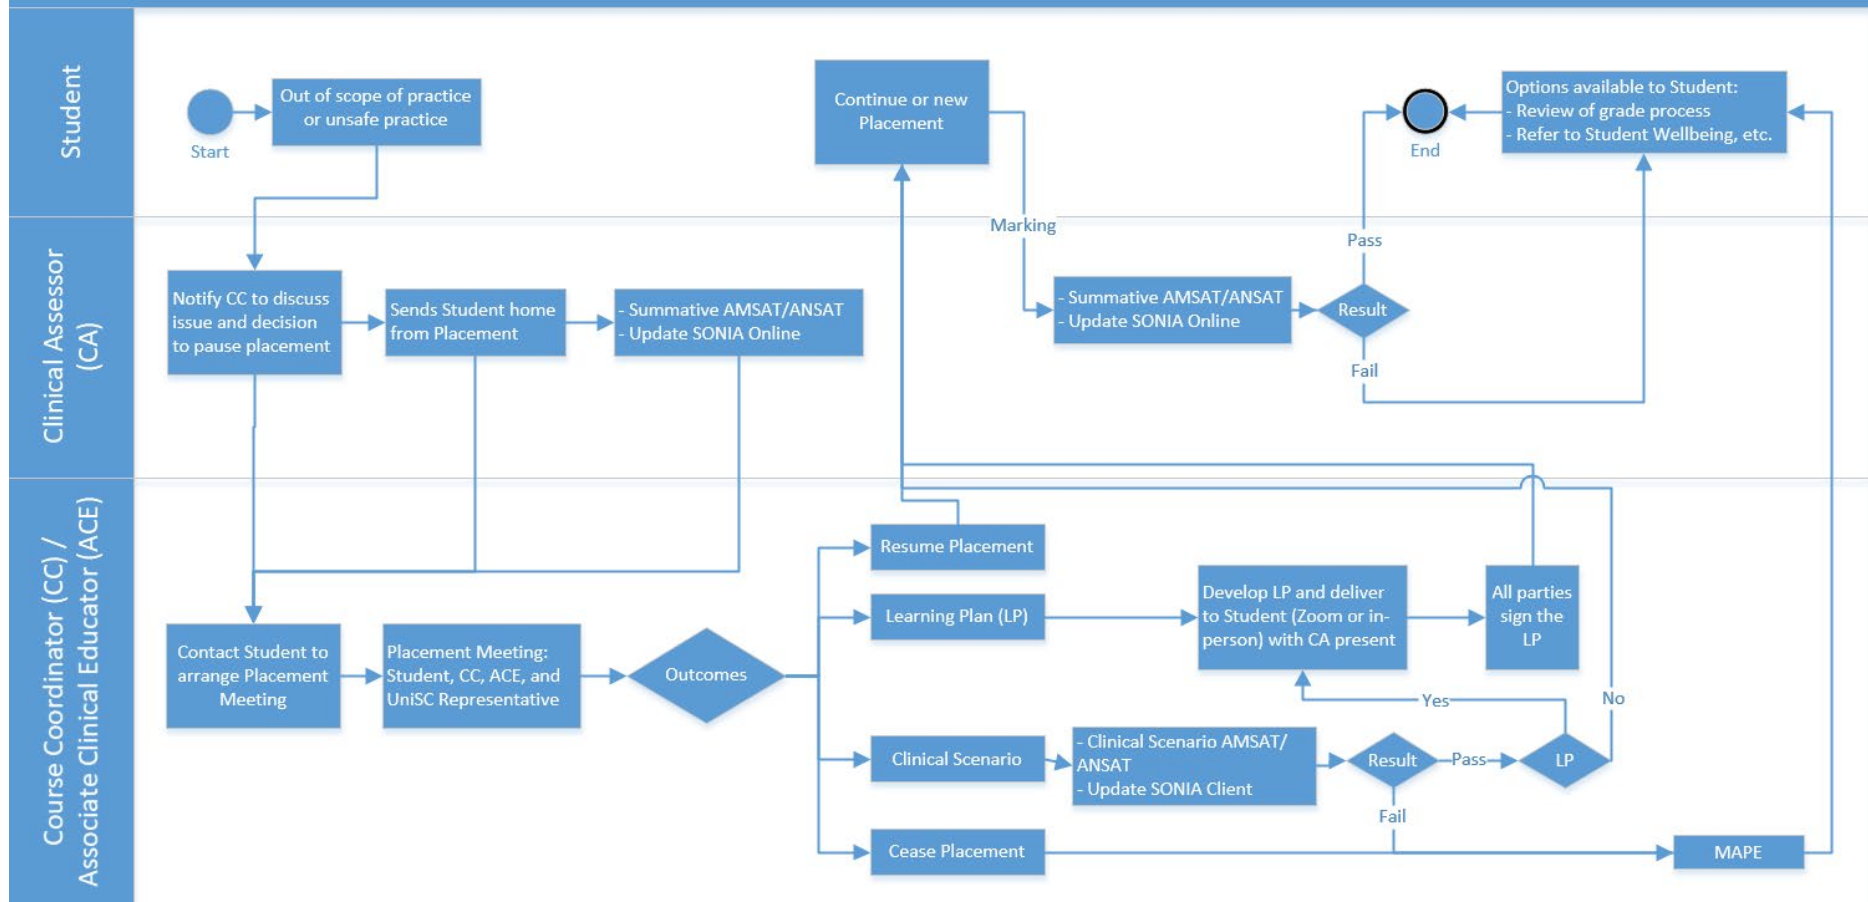 Student
Start
Out of scope of practice
or unsafe practice
Continue or new
Placement
End
Options available to Student:
- Review of grade process
- Refer to Student Wellbeing, etc.
Marking
Pass
Clinical Assessor
(CA)
Notify CC to discuss
issue and decision
to pause placement
Sends Student home
from Placement
- Summative AMSAT/ANSAT
- Update SONIA Online
- Summative AMSAT/ANSAT
- Update SONIA Online
Result
Fail
Course Coordinator (CC) /
Associate Clinical Educator (ACE)
Contact Student to
arrange Placement
Meeting
Placement Meeting:
Student, CC, ACE, and
UniSC Representative
Outcomes
Resume Placement
Learning Plan (LP)
Develop LP and deliver
to Student (Zoom or in-
person) with CA present
All parties
sign the
LP
Yes
No
Clinical Scenario
- Clinical Scenario AMSAT/
ANSAT
- Update SONIA Client
Result
Pass
LP
Fail
Cease Placement
MAPE